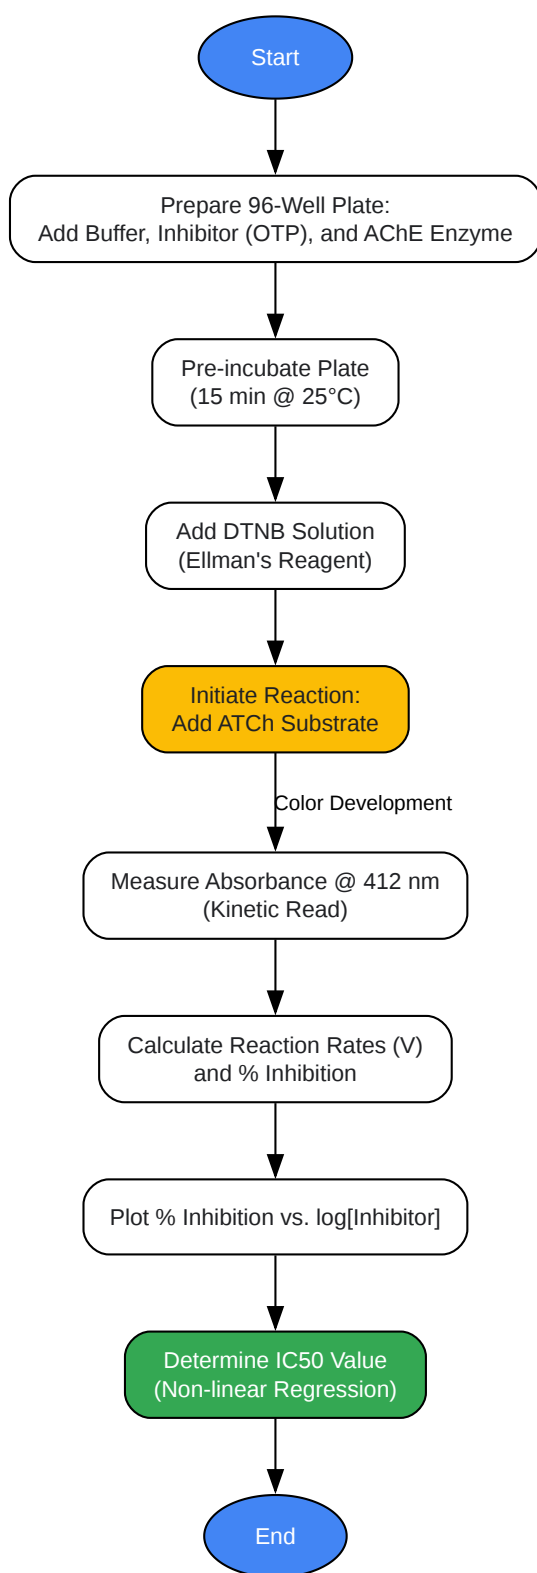 Start
Prepare 96-Well Plate:
Add Buffer, Inhibitor (OTP), and AChE Enzyme
Pre-incubate Plate
(15 min @ 25°C)
Add DTNB Solution
(Ellman's Reagent)
Initiate Reaction:
Add ATCh Substrate
Color Development
Measure Absorbance @ 412 nm
(Kinetic Read)
Calculate Reaction Rates (V)
and % Inhibition
Plot % Inhibition vs. log[Inhibitor]
Determine IC50 Value
(Non-linear Regression)
End